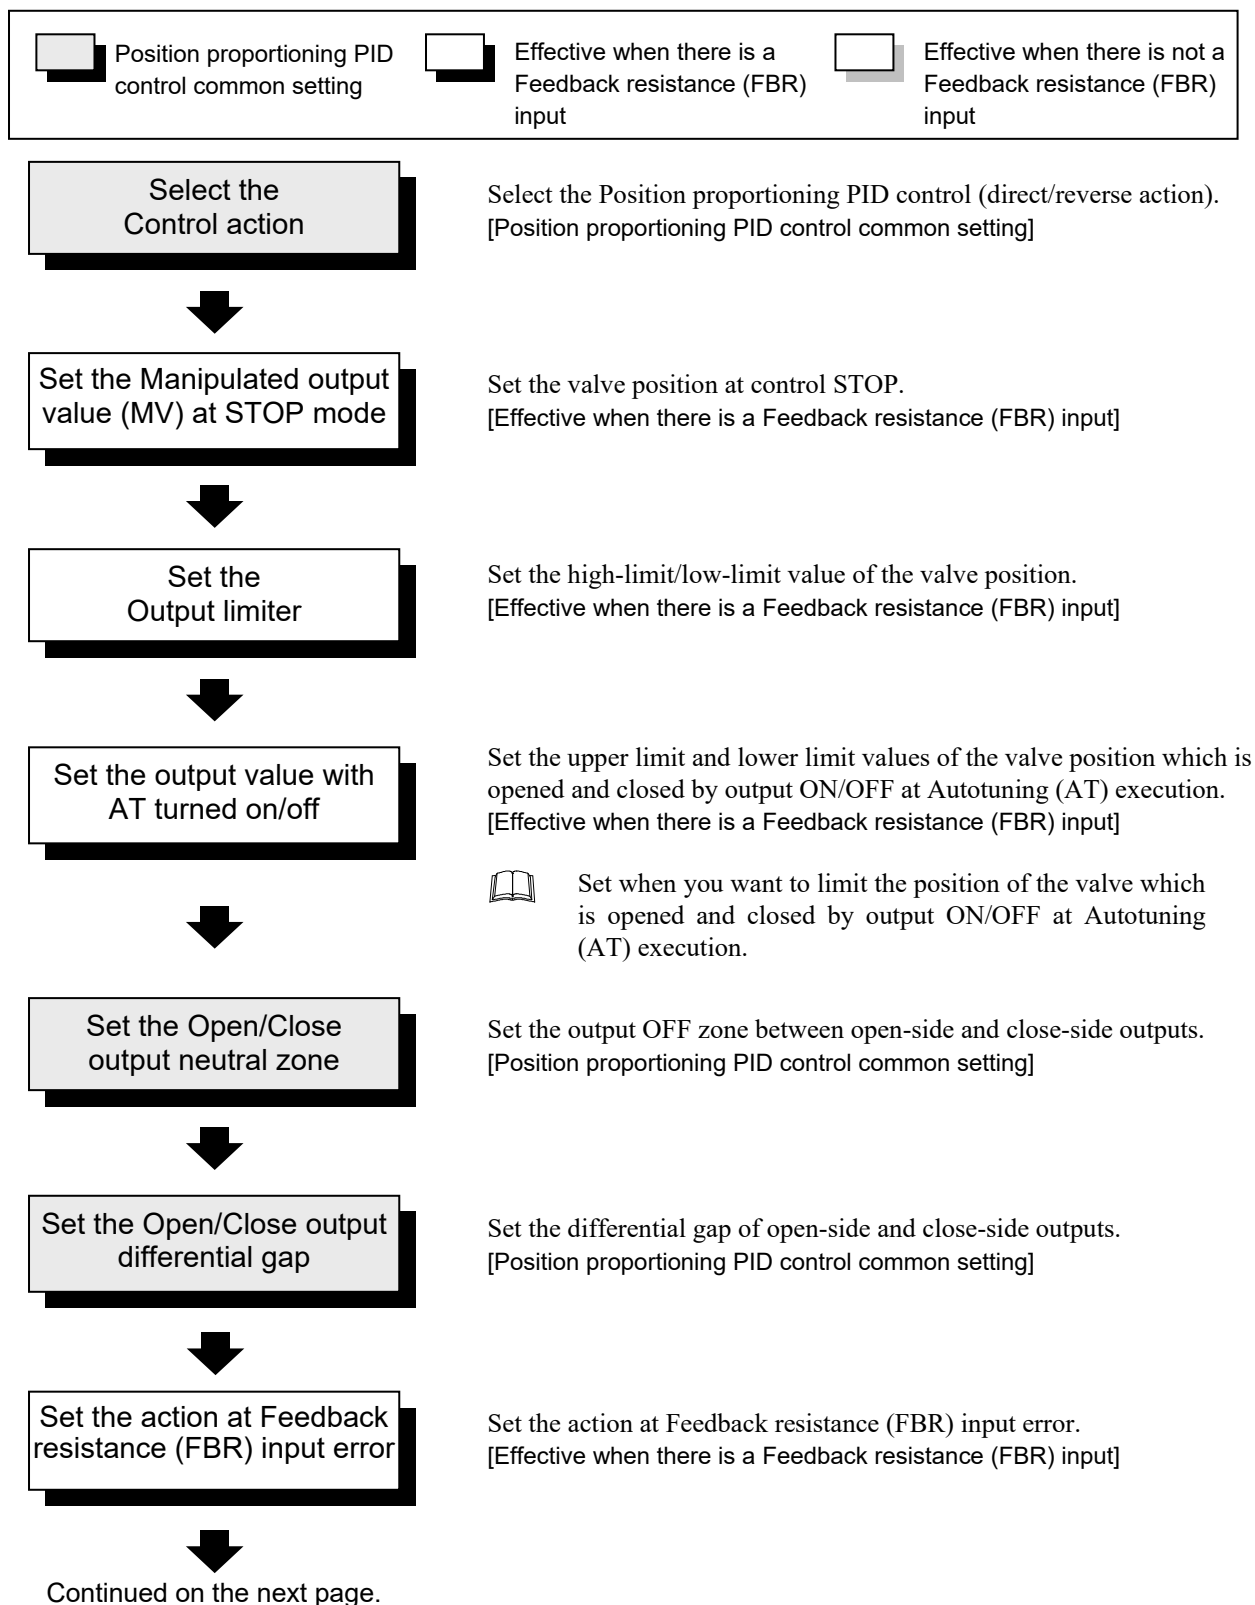 Position proportioning PID
control common setting
Effective when there is a
Feedback resistance (FBR)
input
Effective when there is not a
Feedback resistance (FBR)
input
Select the
Control action
Select the Position proportioning PID control (direct/reverse action).
[Position proportioning PID control common setting]
Set the Manipulated output
value (MV) at STOP mode
Set the valve position at control STOP.
[Effective when there is a Feedback resistance (FBR) input]
Set the
Output limiter
Set the high-limit/low-limit value of the valve position.
[Effective when there is a Feedback resistance (FBR) input]
Set the output value with
AT turned on/off
Set the upper limit and lower limit values of the valve position which is
opened and closed by output ON/OFF at Autotuning (AT) execution.
[Effective when there is a Feedback resistance (FBR) input]
Set when you want to limit the position of the valve which
is opened and closed by output ON/OFF at Autotuning
(AT) execution.
Set the Open/Close
output neutral zone
Set the output OFF zone between open-side and close-side outputs.
[Position proportioning PID control common setting]
Set the Open/Close output
differential gap
Set the differential gap of open-side and close-side outputs.
[Position proportioning PID control common setting]
Set the action at Feedback
resistance (FBR) input error
Set the action at Feedback resistance (FBR) input error.
[Effective when there is a Feedback resistance (FBR) input]
Continued on the next page.